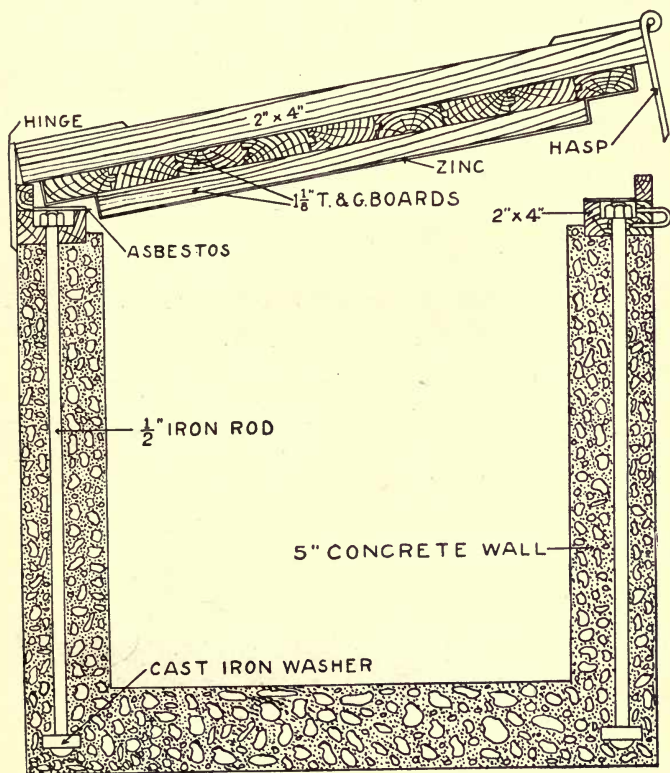 HINGE
2"x 4"
HASP
ZINC
1 1/8" T. & G. BOARDS
2"x 4"
ASBESTOS
1/2" IRON ROD
5" CONCRETE WALL
CAST IRON WASHER